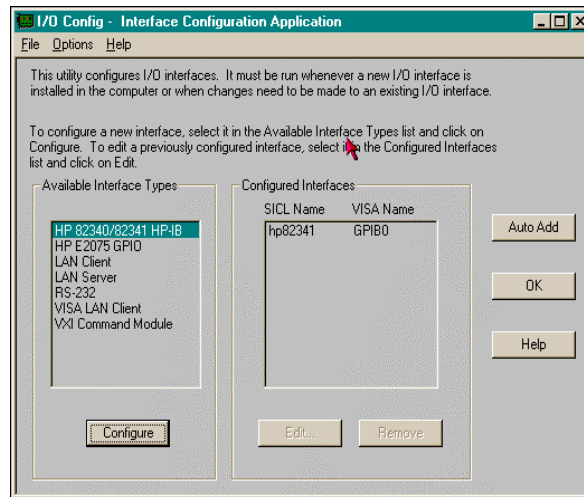 I/O Config - Interface Configuration Application
File Options Help
This utility configures I/O interfaces. It must be run whenever a new I/O interface is
installed in the computer or when changes need to be made to an existing I/O interface.
To configure a new interface, select it in the Available Interface Types list and click on
Configure. To edit a previously configured interface, select it in the Configured Interfaces
list and click on Edit.
Available Interface Types
HP 82340/82341 HP-IB
HP E2075 GPIO
LAN Client
LAN Server
RS-232
VISA LAN Client
VXI Command Module
Configure
Configured Interfaces
SICL Name VISA Name
hp82341 GPIB0
Edit... Remove
Auto Add
OK
Help